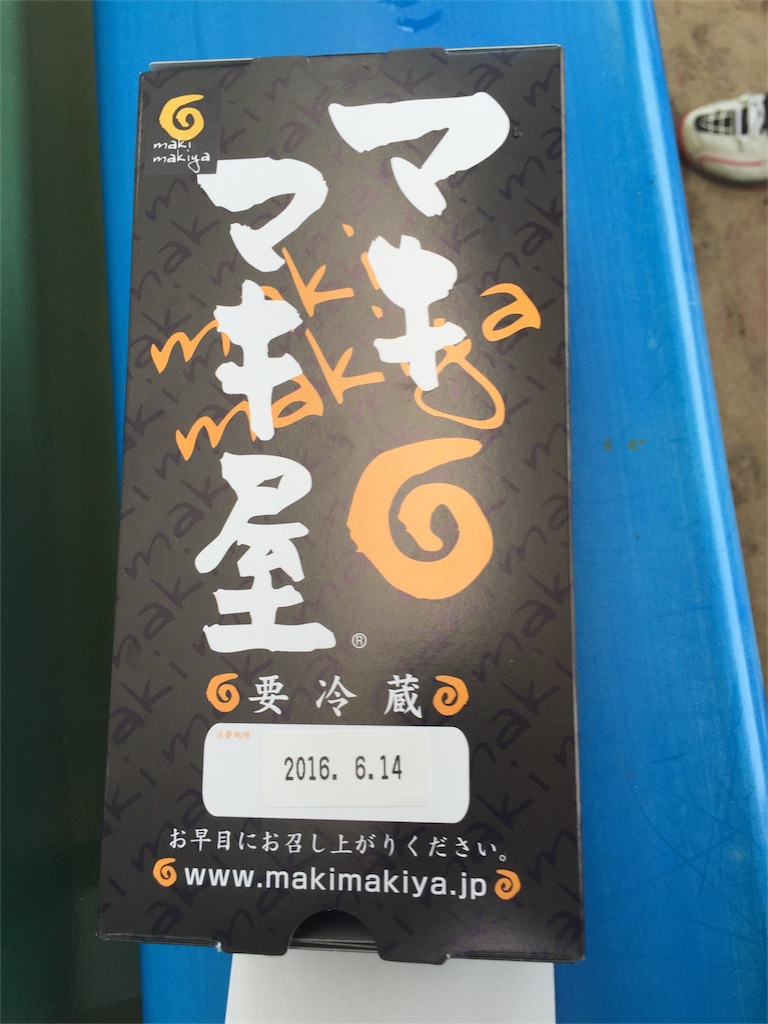 maki
makiya
マキ
マキ屋
®
maki
makiya
要冷蔵
消費期限
2016. 6.14
お早目にお召し上がりください。
www.makimakiya.jp